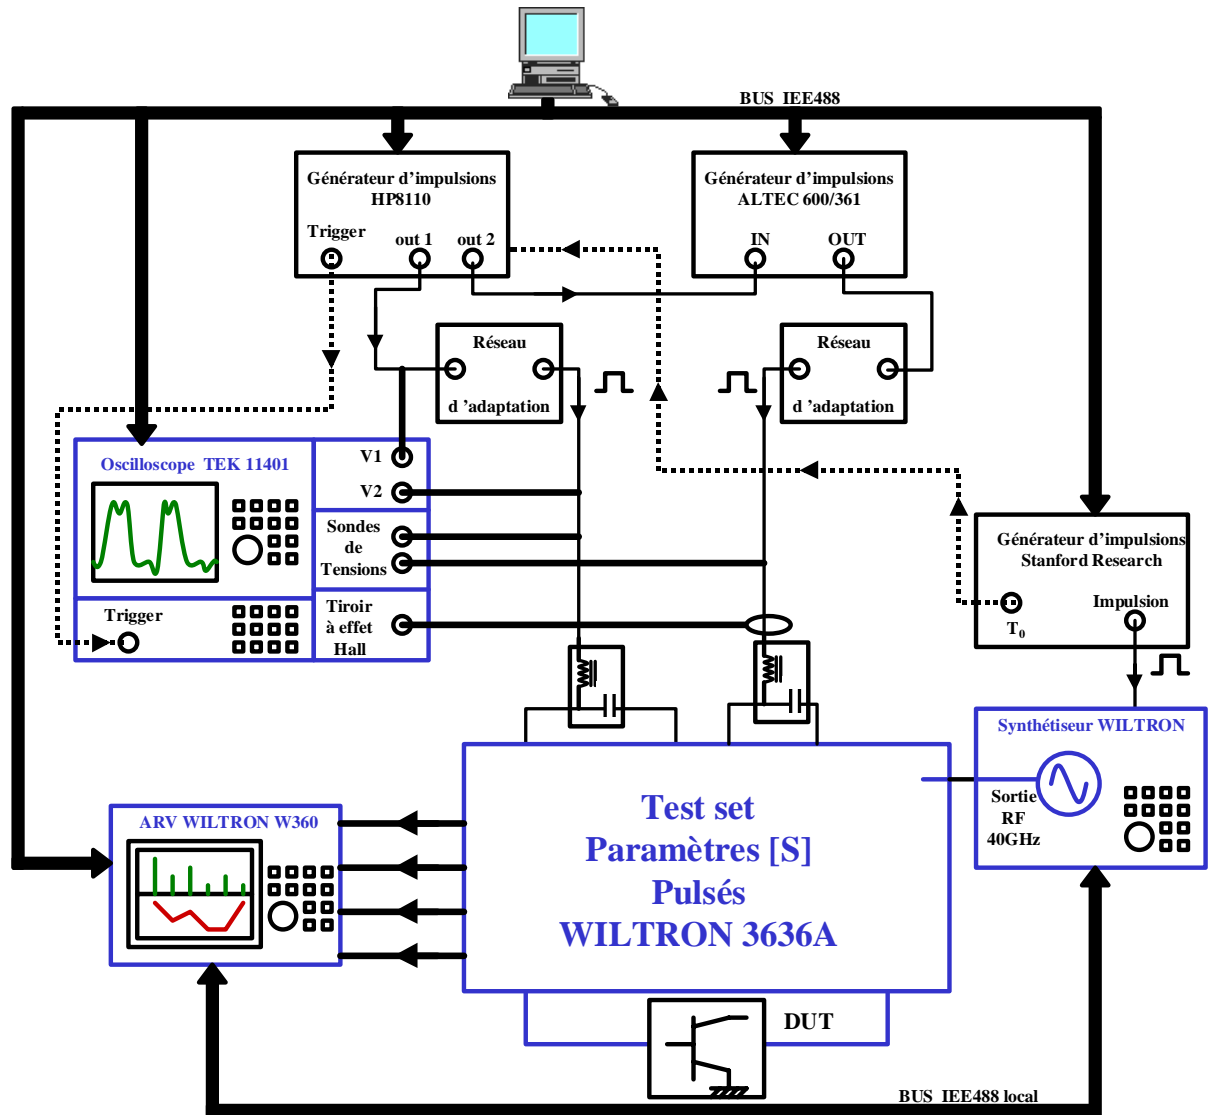 BUS IEE488
Générateur d’impulsions
HP8110
Trigger
out 1
out 2
Générateur d’impulsions
ALTEC 600/361
IN
OUT
Réseau
d ’adaptation
Réseau
d ’adaptation
Oscilloscope TEK 11401
V1
V2
Sondes
de
Tensions
Trigger
Tiroir
à effet
Hall
Générateur d’impulsions
Stanford Research
Impulsion
T0
Synthétiseur WILTRON
Sortie
RF
40GHz
ARV WILTRON W360
Test set
Paramètres [S]
Pulsés
WILTRON 3636A
DUT
BUS IEE488 local